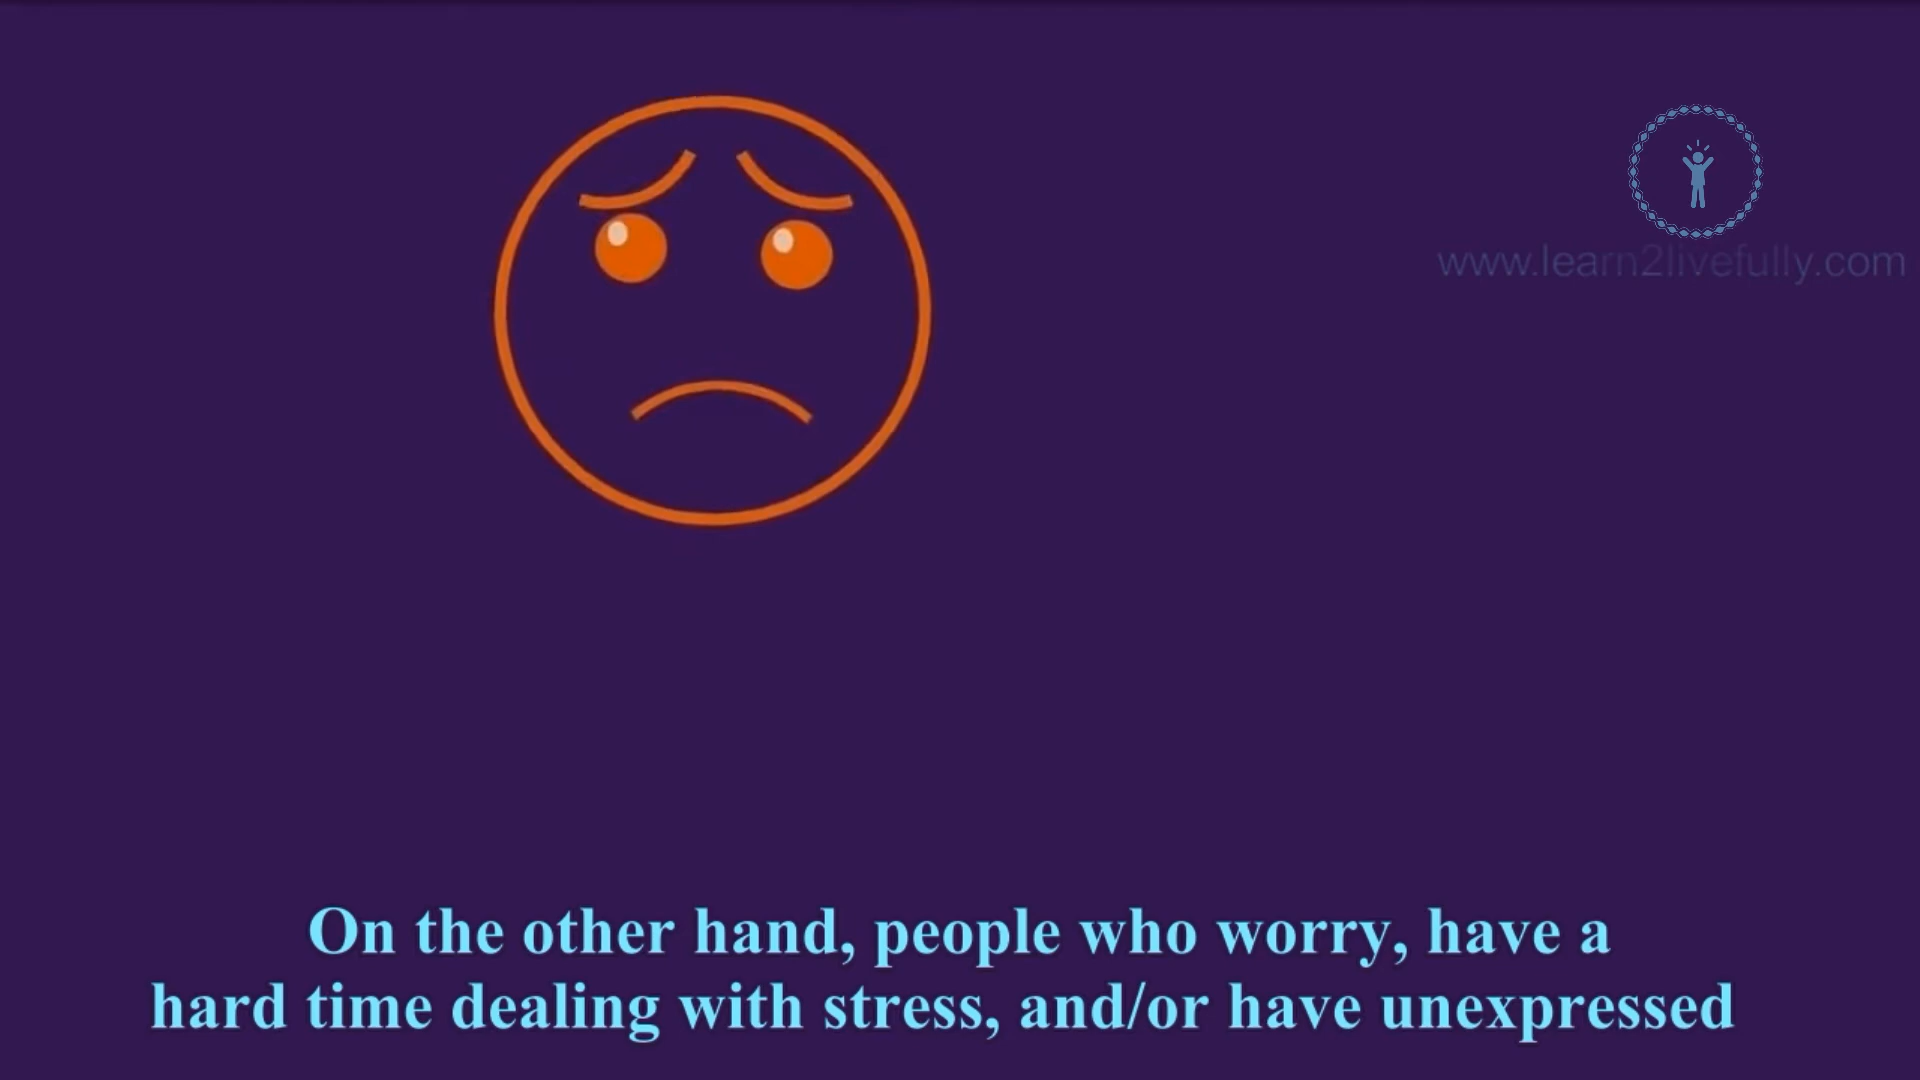 www.learn2livefully.com
On the other hand, people who worry, have a
hard time dealing with stress, and/or have unexpressed